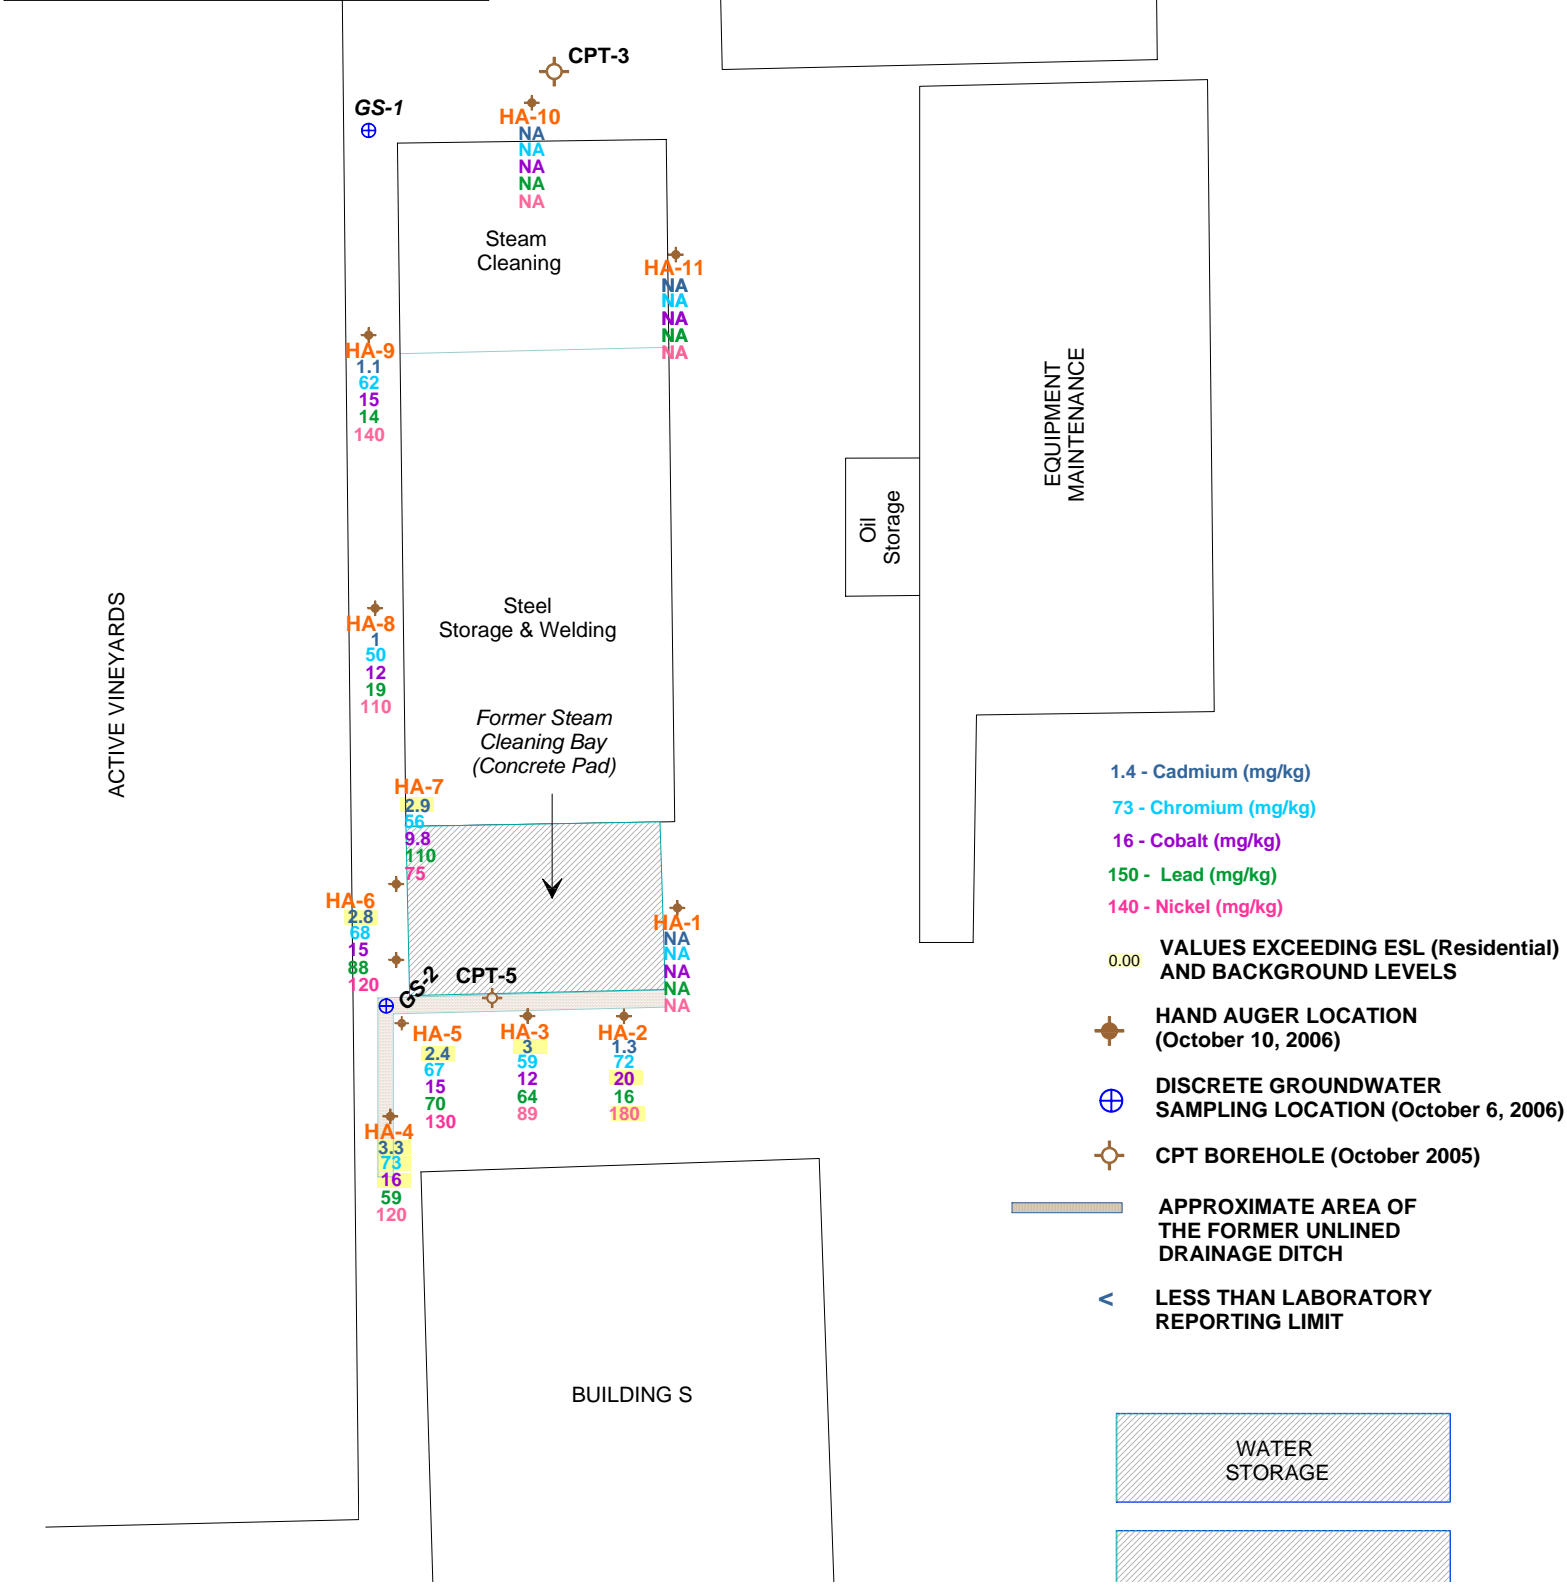 CPT-3
GS-1
HA-10
NA
NA
NA
NA
NA
Steam
Cleaning
HA-11
NA
NA
NA
NA
NA
HA-9
1.1
62
15
14
140
EQUIPMENT
MAINTENANCE
Oil
Storage
ACTIVE VINEYARDS
HA-8
1
50
12
19
110
Steel
Storage & Welding
Former Steam
Cleaning Bay
(Concrete Pad)
HA-7
2.9
56
9.8
110
75
HA-6
2.8
68
15
88
120
HA-1
NA
NA
NA
NA
NA
GS-2
CPT-5
HA-5
2.4
67
15
70
130
HA-3
3
59
12
64
89
HA-2
1.3
72
20
16
180
HA-4
3.3
73
16
59
120
BUILDING S
1.4 - Cadmium (mg/kg)
73 - Chromium (mg/kg)
16 - Cobalt (mg/kg)
150 - Lead (mg/kg)
140 - Nickel (mg/kg)
0.00 VALUES EXCEEDING ESL (Residential)
AND BACKGROUND LEVELS
HAND AUGER LOCATION
(October 10, 2006)
DISCRETE GROUNDWATER
SAMPLING LOCATION (October 6, 2006)
CPT BOREHOLE (October 2005)
APPROXIMATE AREA OF
THE FORMER UNLINED
DRAINAGE DITCH
< LESS THAN LABORATORY
REPORTING LIMIT
WATER
STORAGE